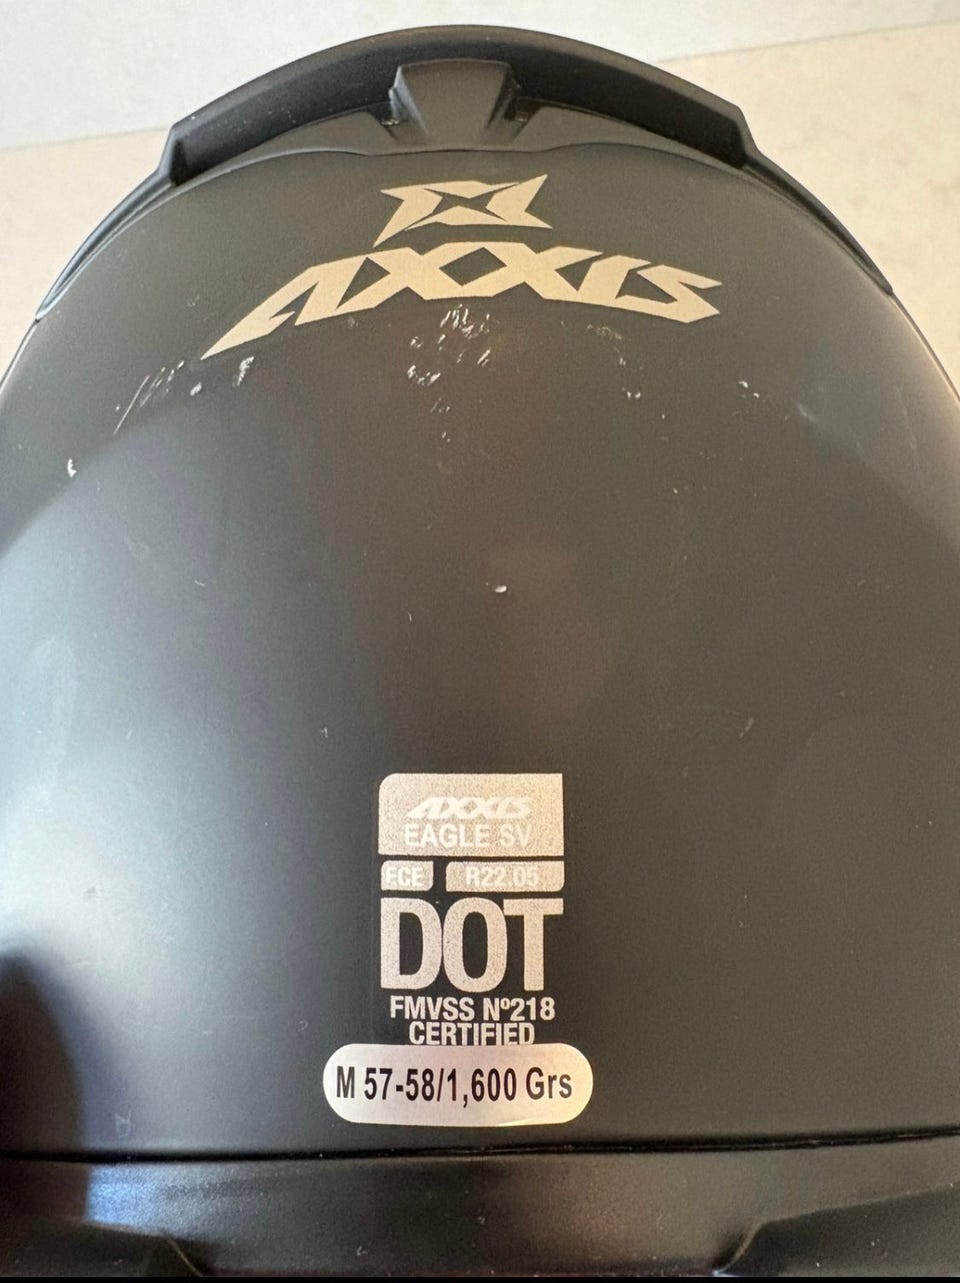 AXXIS
AXXIS
EAGLE SV
ECE R22.05
DOT
FMVSS Nº218
CERTIFIED
M 57-58/1,600 Grs